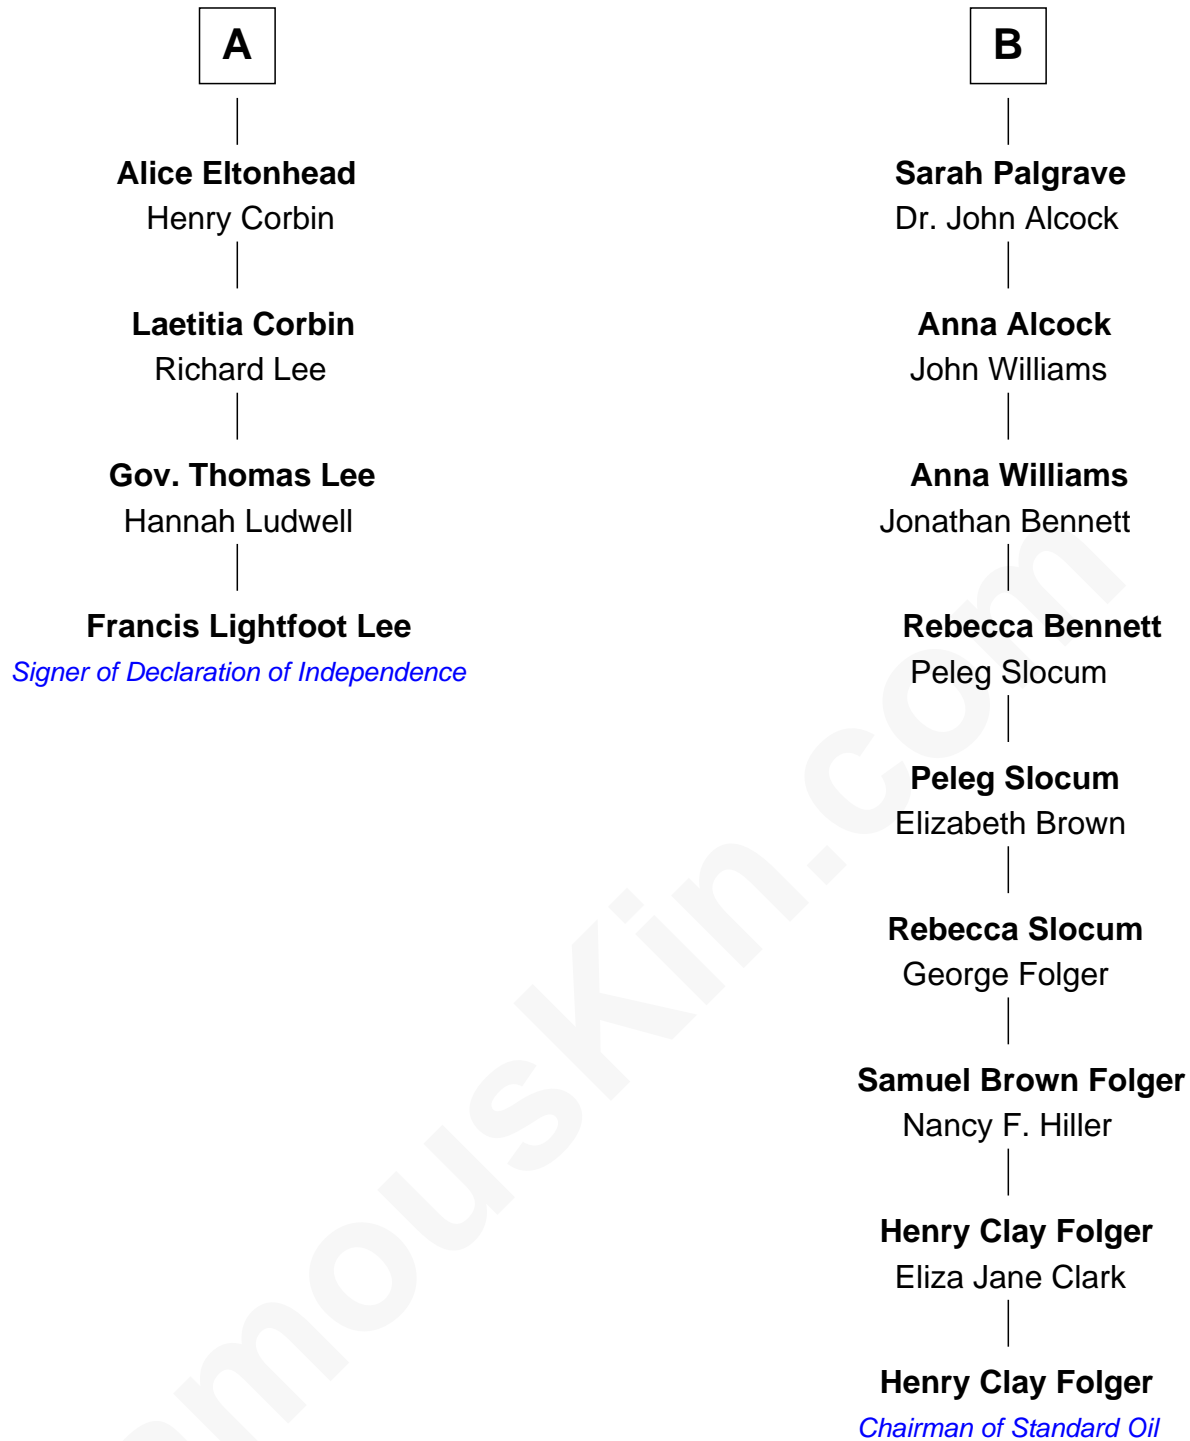 A
Alice Eltonhead
Henry Corbin
Laetitia Corbin
Richard Lee
Gov. Thomas Lee
Hannah Ludwell
Francis Lightfoot Lee
Signer of Declaration of Independence
B
Sarah Palgrave
Dr. John Alcock
Anna Alcock
John Williams
Anna Williams
Jonathan Bennett
Rebecca Bennett
Peleg Slocum
Peleg Slocum
Elizabeth Brown
Rebecca Slocum
George Folger
Samuel Brown Folger
Nancy F. Hiller
Henry Clay Folger
Eliza Jane Clark
Henry Clay Folger
Chairman of Standard Oil
amouskin.com